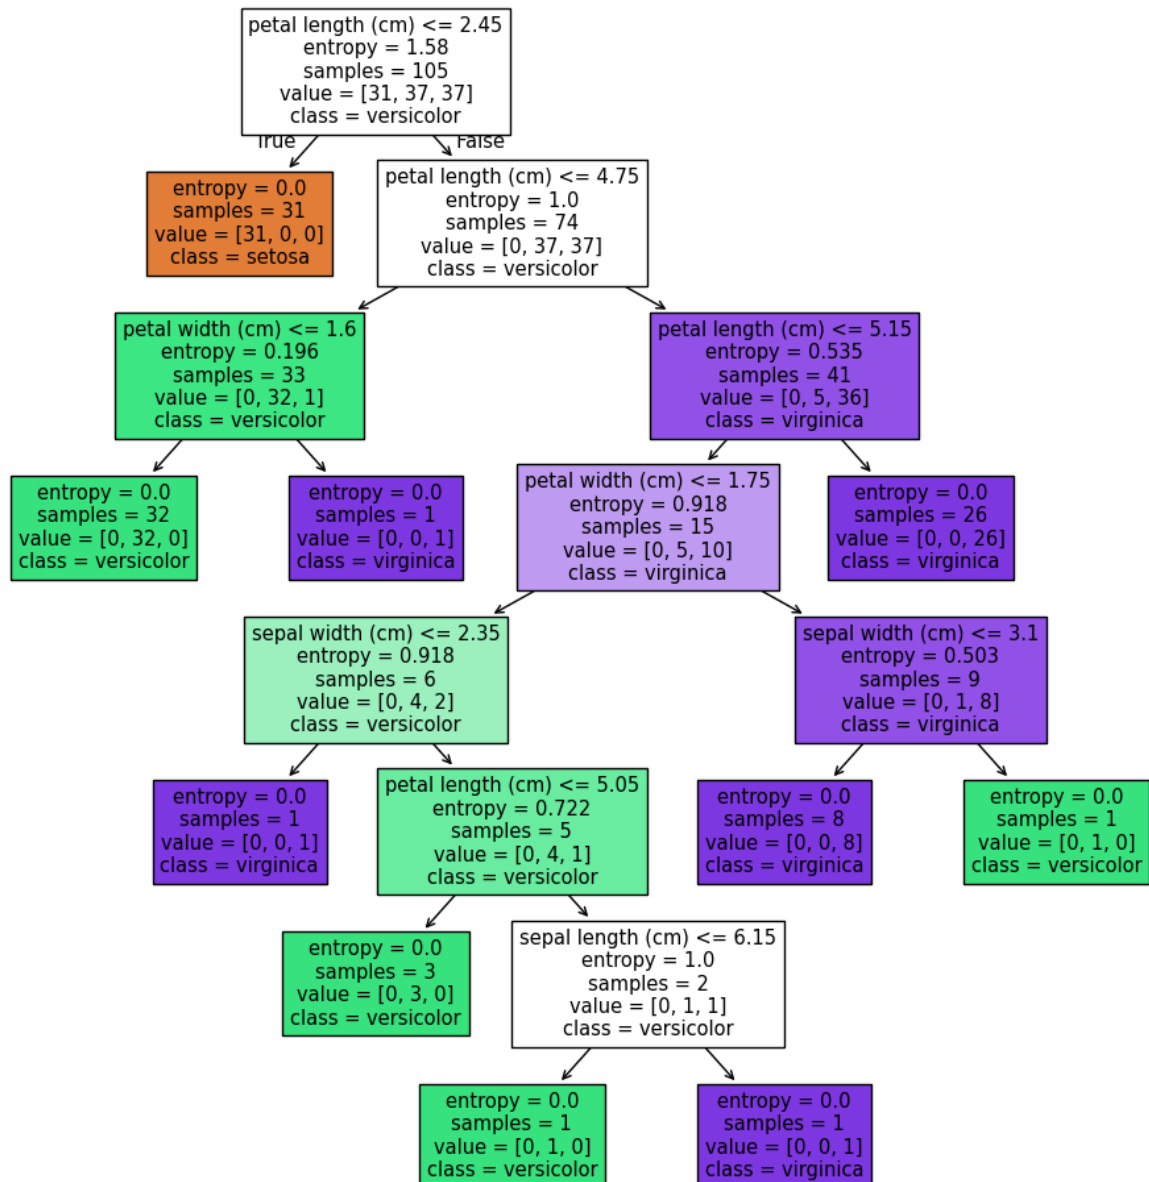 petal length (cm) <= 2.45
entropy = 1.58
samples = 105
value = [31, 37, 37]
class = versicolor
True
False
entropy = 0.0
samples = 31
value = [31, 0, 0]
class = setosa
petal length (cm) <= 4.75
entropy = 1.0
samples = 74
value = [0, 37, 37]
class = versicolor
petal width (cm) <= 1.6
entropy = 0.196
samples = 33
value = [0, 32, 1]
class = versicolor
petal length (cm) <= 5.15
entropy = 0.535
samples = 41
value = [0, 5, 36]
class = virginica
entropy = 0.0
samples = 32
value = [0, 32, 0]
class = versicolor
entropy = 0.0
samples = 1
value = [0, 0, 1]
class = virginica
petal width (cm) <= 1.75
entropy = 0.918
samples = 15
value = [0, 5, 10]
class = virginica
entropy = 0.0
samples = 26
value = [0, 0, 26]
class = virginica
sepal width (cm) <= 2.35
entropy = 0.918
samples = 6
value = [0, 4, 2]
class = versicolor
sepal width (cm) <= 3.1
entropy = 0.503
samples = 9
value = [0, 1, 8]
class = virginica
entropy = 0.0
samples = 1
value = [0, 0, 1]
class = virginica
petal length (cm) <= 5.05
entropy = 0.722
samples = 5
value = [0, 4, 1]
class = versicolor
entropy = 0.0
samples = 8
value = [0, 0, 8]
class = virginica
entropy = 0.0
samples = 1
value = [0, 1, 0]
class = versicolor
entropy = 0.0
samples = 3
value = [0, 3, 0]
class = versicolor
sepal length (cm) <= 6.15
entropy = 1.0
samples = 2
value = [0, 1, 1]
class = versicolor
entropy = 0.0
samples = 1
value = [0, 1, 0]
class = versicolor
entropy = 0.0
samples = 1
value = [0, 0, 1]
class = virginica